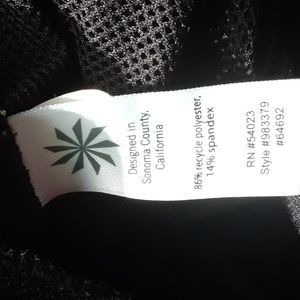 Designed in
Sonoma County,
California
86% recycle polyester,
14% spandex
RN #54023
Style #983379
#64692